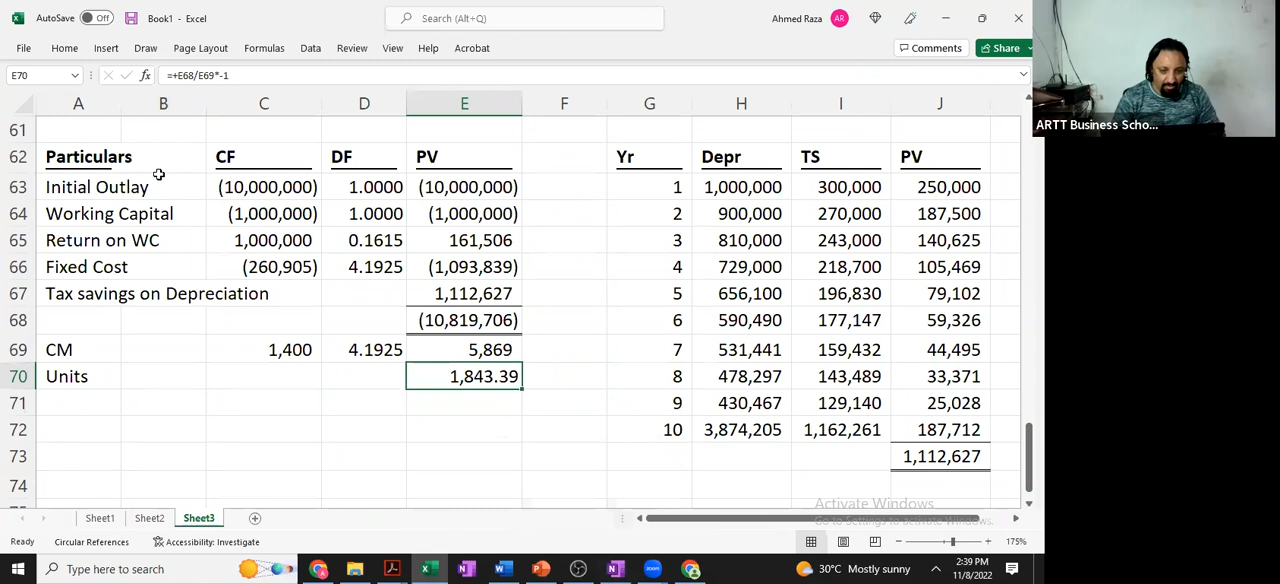 AutoSave Off Book1 - Excel Search (Alt+Q) Ahmed Raza AR
File Home Insert Draw Page Layout Formulas Data Review View Help Acrobat Comments Share
E70 fx =+E68/E69*-1
A B C D E F G H I J
61
62 Particulars CF DF PV Yr Depr TS PV
63 Initial Outlay (10,000,000) 1.0000 (10,000,000) 1 1,000,000 300,000 250,000
64 Working Capital (1,000,000) 1.0000 (1,000,000) 2 900,000 270,000 187,500
65 Return on WC 1,000,000 0.1615 161,506 3 810,000 243,000 140,625
66 Fixed Cost (260,905) 4.1925 (1,093,839) 4 729,000 218,700 105,469
67 Tax savings on Depreciation 1,112,627 5 656,100 196,830 79,102
68 (10,819,706) 6 590,490 177,147 59,326
69 CM 1,400 4.1925 5,869 7 531,441 159,432 44,495
70 Units 1,843.39 8 478,297 143,489 33,371
71 9 430,467 129,140 25,028
72 10 3,874,205 1,162,261 187,712
73 1,112,627
74
Activate Windows
Go to Settings to activate Windows.
Sheet1 Sheet2 Sheet3
Ready Circular References Accessibility: Investigate 175%
Type here to search 30°C Mostly sunny 2:39 PM
11/8/2022
ARTT Business Scho...